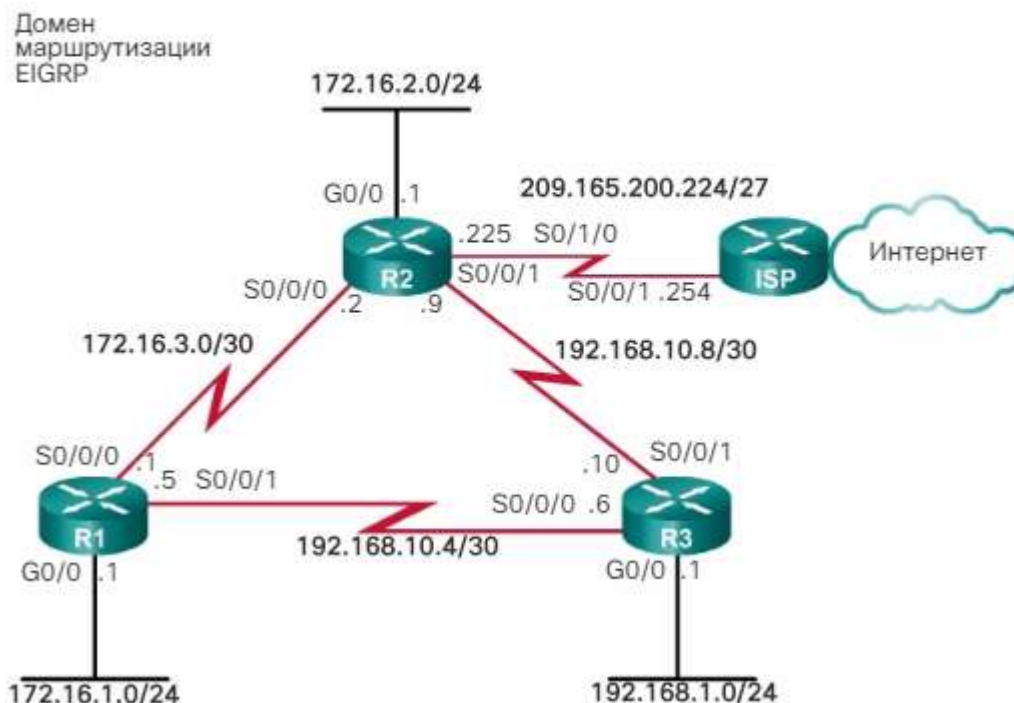 Домен
маршрутизации
EIGRP
172.16.2.0/24
G0/0 .1
209.165.200.224/27
.225 S0/1/0
R2
S0/0/1
ISP
Интернет
S0/0/0 .2
.9
S0/0/1 .254
172.16.3.0/30
192.168.10.8/30
S0/0/0 .1
.5 S0/0/1
.10 S0/0/1
S0/0/0 .6
R1
192.168.10.4/30
R3
G0/0 .1
G0/0 .1
172.16.1.0/24
192.168.1.0/24